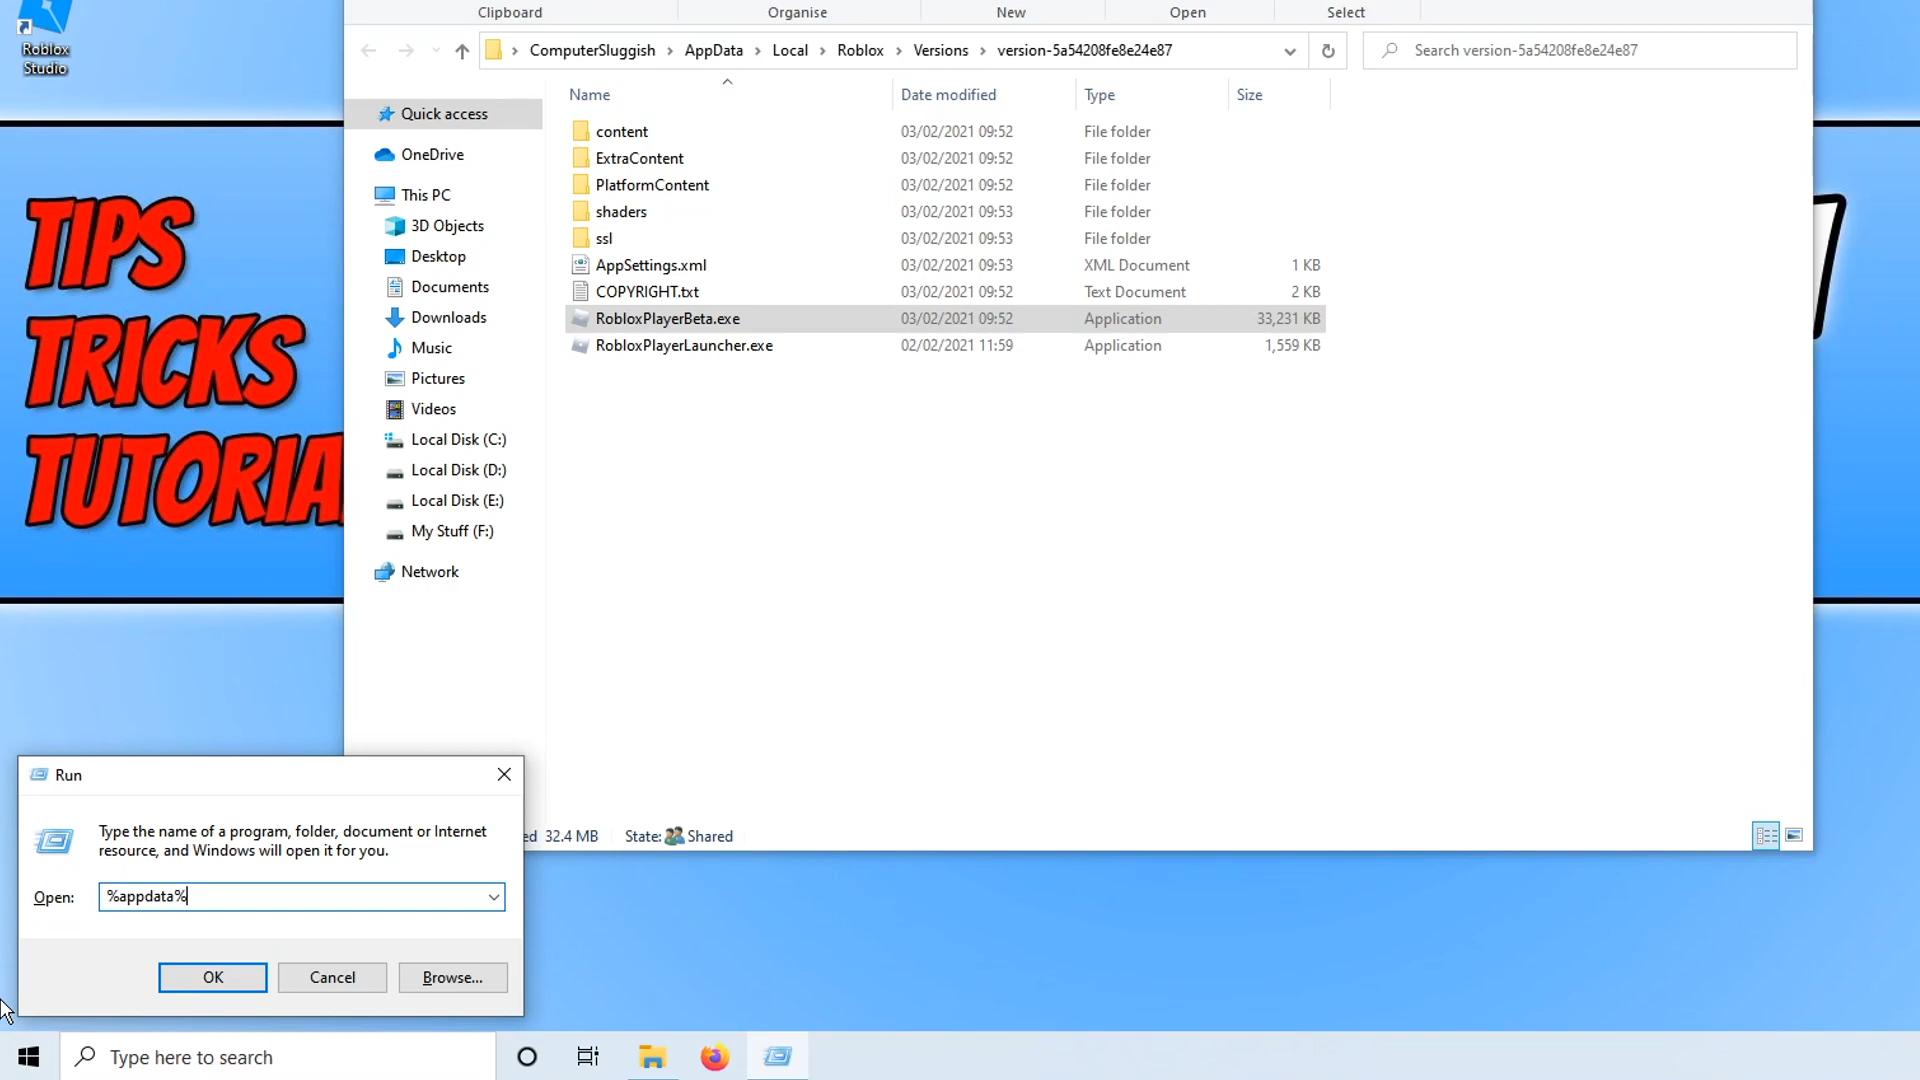 Roblox
Studio
Clipboard
Organise
New
Open
Select
ComputerSluggish
AppData
Local
Roblox
Versions
version-5a54208fe8e24e87
Search version-5a54208fe8e24e87
Name
Date modified
Type
Size
Quick access
OneDrive
This PC
3D Objects
Desktop
Documents
Downloads
Music
Pictures
Videos
Local Disk (C:)
Local Disk (D:)
Local Disk (E:)
My Stuff (F:)
Network
content 03/02/2021 09:52 File folder
ExtraContent 03/02/2021 09:52 File folder
PlatformContent 03/02/2021 09:52 File folder
shaders 03/02/2021 09:53 File folder
ssl 03/02/2021 09:53 File folder
AppSettings.xml 03/02/2021 09:53 XML Document 1 KB
COPYRIGHT.txt 03/02/2021 09:52 Text Document 2 KB
RobloxPlayerBeta.exe 03/02/2021 09:52 Application 33,231 KB
RobloxPlayerLauncher.exe 02/02/2021 11:59 Application 1,559 KB
TIPS
TRICKS
TUTORIA
ed 32.4 MB State: Shared
Run
Type the name of a program, folder, document or Internet
resource, and Windows will open it for you.
Open: %appdata%
OK
Cancel
Browse...
Type here to search